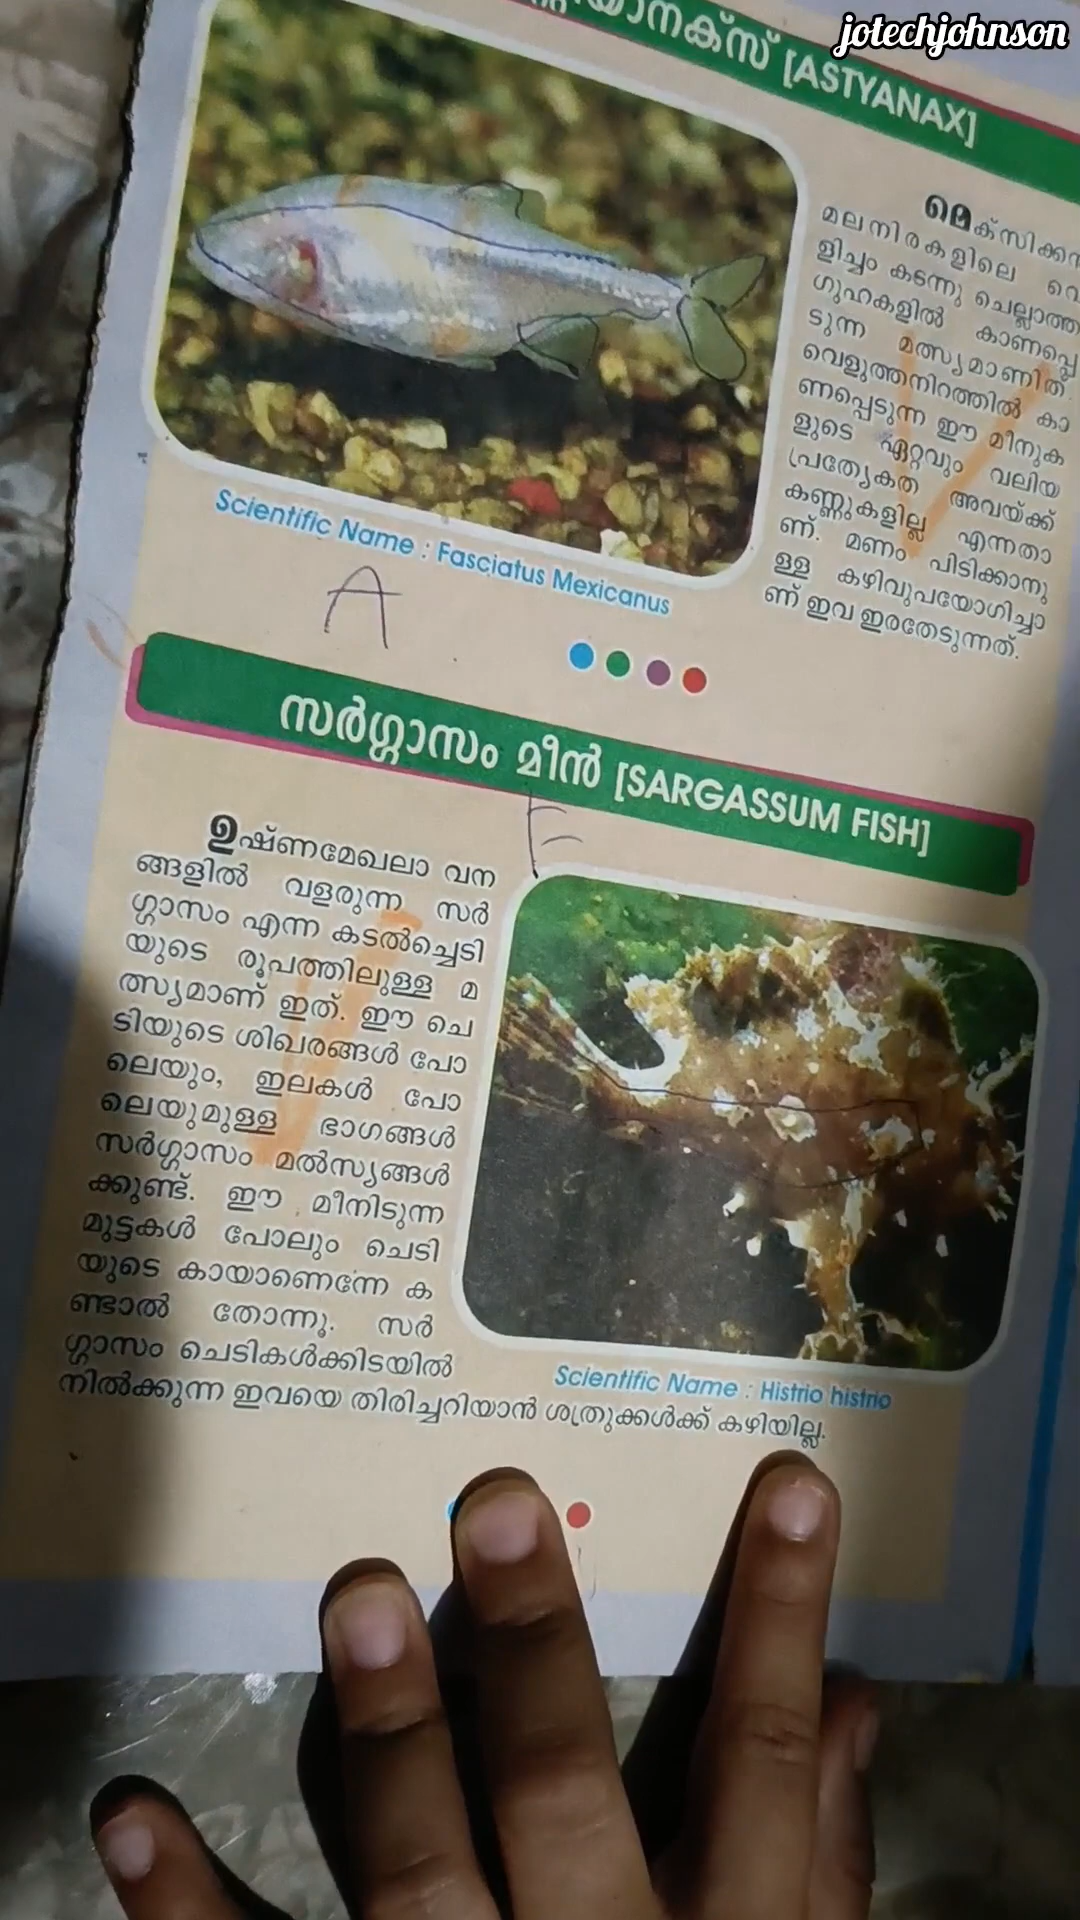 jotechjohnson
[ASTYANAX]
മെക്സിക്കൻ
മലനിരകളിലെ വെ
ളിച്ചം കടന്നു ചെല്ലാത്ത
ഗുഹകളിൽ കാണപ്പെ
ടുന്ന മത്സ്യമാണിത്.
വെളുത്തനിറത്തിൽ കാ
ണപ്പെടുന്ന ഈ മീനുക
ളുടെ ഏറ്റവും വലിയ
പ്രത്യേകത അവയ്ക്ക്
കണ്ണുകളില്ല എന്നതാ
ണ്. മണം പിടിക്കാനു
ള്ള കഴിവുപയോഗിച്ചാ
ണ് ഇവ ഇരതേടുന്നത്.
Scientific Name : Fasciatus Mexicanus
A
സർഗ്ഗാസം മീൻ [SARGASSUM FISH]
F
ഉഷ്ണമേഖലാ വന
ങ്ങളിൽ വളരുന്ന സർ
ഗ്ഗാസം എന്ന കടൽച്ചെടി
യുടെ രൂപത്തിലുള്ള മ
ത്സ്യമാണ് ഇത്. ഈ ചെ
ടിയുടെ ശിഖരങ്ങൾ പോ
ലെയും, ഇലകൾ പോ
ലെയുമുള്ള ഭാഗങ്ങൾ
സർഗ്ഗാസം മൽസ്യങ്ങൾ
ക്കുണ്ട്. ഈ മീനിടുന്ന
മുട്ടകൾ പോലും ചെടി
യുടെ കായാണെന്നേ ക
ണ്ടാൽ തോന്നൂ. സർ
ഗ്ഗാസം ചെടികൾക്കിടയിൽ
നിൽക്കുന്ന ഇവയെ തിരിച്ചറിയാൻ ശത്രുക്കൾക്ക് കഴിയില്ല.
Scientific Name : Histrio histrio